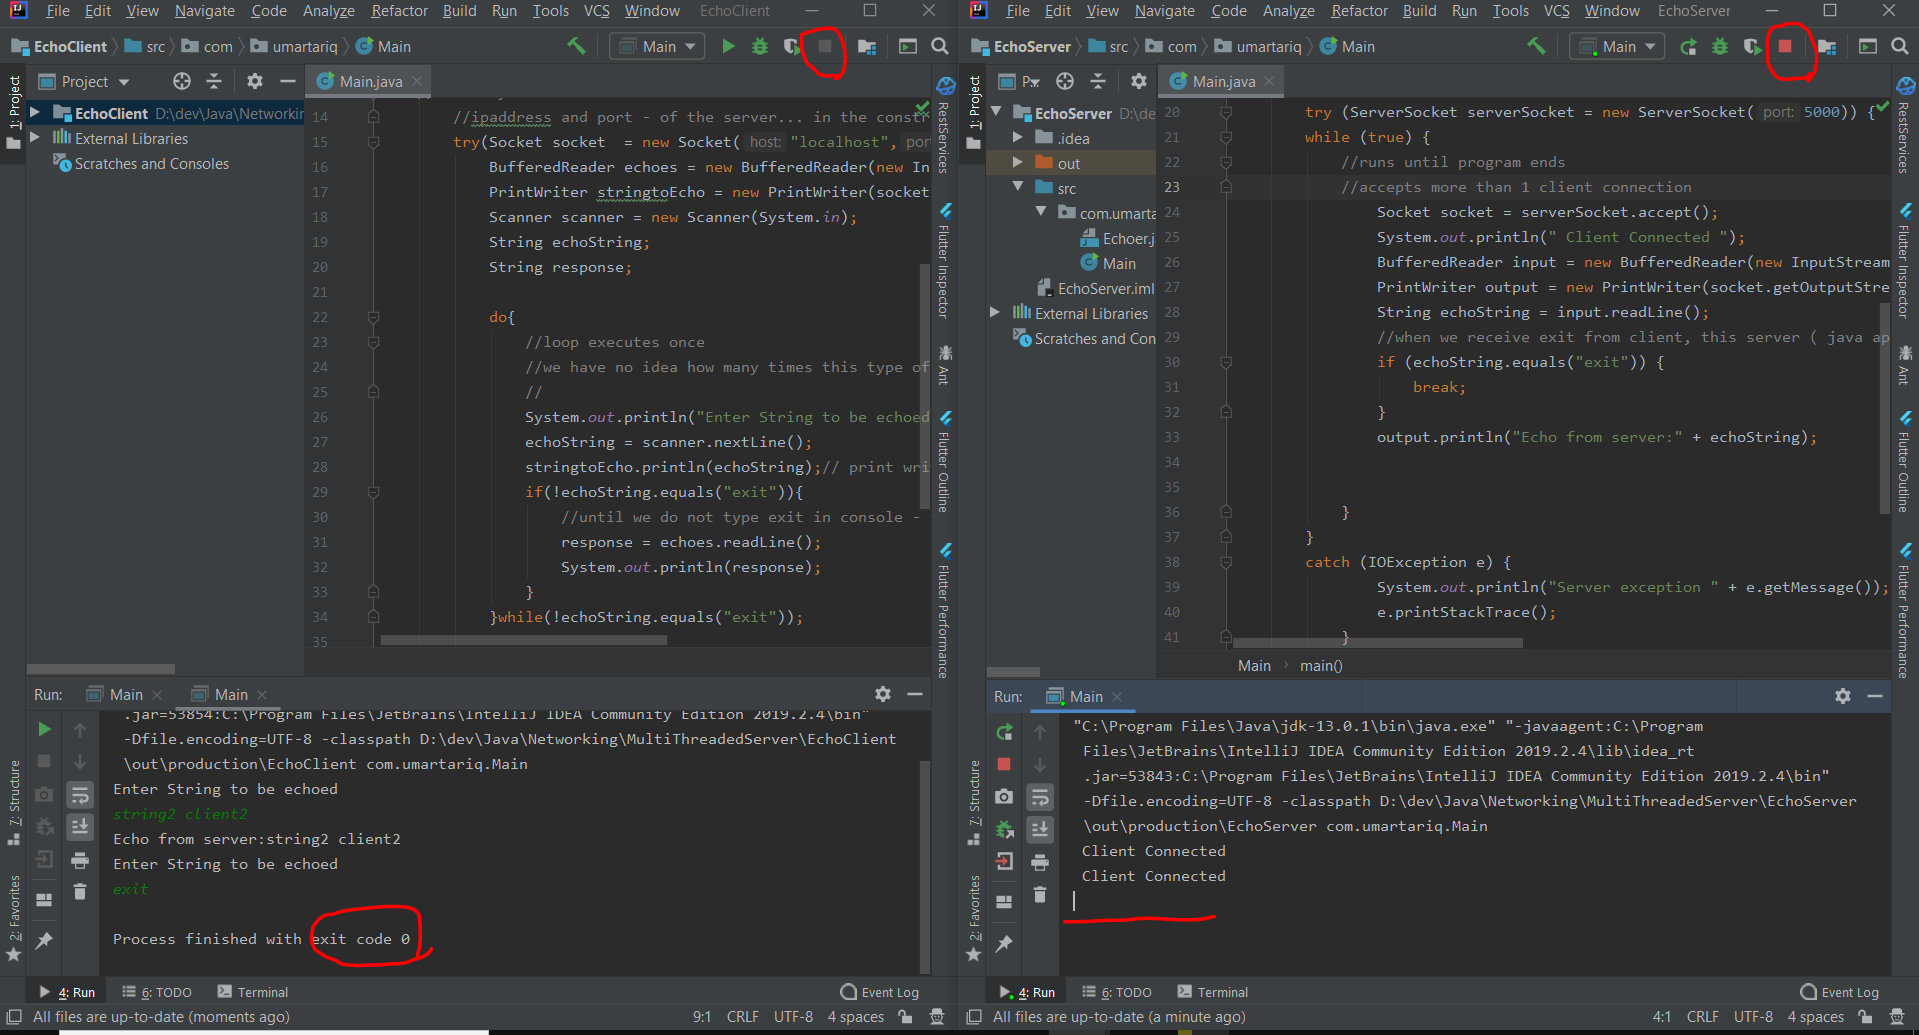 File Edit View Navigate Code Analyze Refactor Build Run Tools VCS Window EchoClient
EchoClient src com umartariq Main
Main
Project
Main.java
1: Project
EchoClient D:\dev\Java\Networkin
External Libraries
Scratches and Consoles
14 //ipaddress and port - of the server... in the const
15 try(Socket socket = new Socket( host: "localhost", por
16 BufferedReader echoes = new BufferedReader(new In
17 PrintWriter stringtoEcho = new PrintWriter(socket
18 Scanner scanner = new Scanner(System.in);
19 String echoString;
20 String response;
21
22 do{
23 //loop executes once
24 //we have no idea how many times this type of
25 //
26 System.out.println("Enter String to be echoed
27 echoString = scanner.nextLine();
28 stringtoEcho.println(echoString);// print wri
29 if(!echoString.equals("exit")){
30 //until we do not type exit in console -
31 response = echoes.readLine();
32 System.out.println(response);
33 }
34 }while(!echoString.equals("exit"));
35
RestServices
Flutter Inspector
Ant
Flutter Outline
Flutter Performance
Run: Main Main
.jar=53854:C:\Program Files\JetBrains\IntelliJ IDEA Community Edition 2019.2.4\bin"
-Dfile.encoding=UTF-8 -classpath D:\dev\Java\Networking\MultiThreadedServer\EchoClient
\out\production\EchoClient com.umartariq.Main
Enter String to be echoed
string2 client2
Echo from server:string2 client2
Enter String to be echoed
exit
Process finished with exit code 0
7: Structure
2: Favorites
4: Run 6: TODO Terminal Event Log
All files are up-to-date (moments ago) 9:1 CRLF UTF-8 4 spaces
File Edit View Navigate Code Analyze Refactor Build Run Tools VCS Window EchoServer
EchoServer src com umartariq Main
Main
P..
Main.java
1: Project
EchoServer D:\de
.idea
out
src
com.umarta
Echoer.j
Main
EchoServer.iml
External Libraries
Scratches and Con
20 try (ServerSocket serverSocket = new ServerSocket( port: 5000)) {
21 while (true) {
22 //runs until program ends
23 //accepts more than 1 client connection
24 Socket socket = serverSocket.accept();
25 System.out.println(" Client Connected ");
26 BufferedReader input = new BufferedReader(new InputStream
27 PrintWriter output = new PrintWriter(socket.getOutputStre
28 String echoString = input.readLine();
29 //when we receive exit from client, this server ( java ap
30 if (echoString.equals("exit")) {
31 break;
32 }
33 output.println("Echo from server:" + echoString);
34
35
36 }
37 }
38 catch (IOException e) {
39 System.out.println("Server exception " + e.getMessage());
40 e.printStackTrace();
41 }
Main main()
RestServices
Flutter Inspector
Ant
Flutter Outline
Flutter Performance
Run: Main
"C:\Program Files\Java\jdk-13.0.1\bin\java.exe" "-javaagent:C:\Program
Files\JetBrains\IntelliJ IDEA Community Edition 2019.2.4\lib\idea_rt
.jar=53843:C:\Program Files\JetBrains\IntelliJ IDEA Community Edition 2019.2.4\bin"
-Dfile.encoding=UTF-8 -classpath D:\dev\Java\Networking\MultiThreadedServer\EchoServer
\out\production\EchoServer com.umartariq.Main
Client Connected
Client Connected
7: Structure
2: Favorites
4: Run 6: TODO Terminal Event Log
All files are up-to-date (a minute ago) 4:1 CRLF UTF-8 4 spaces